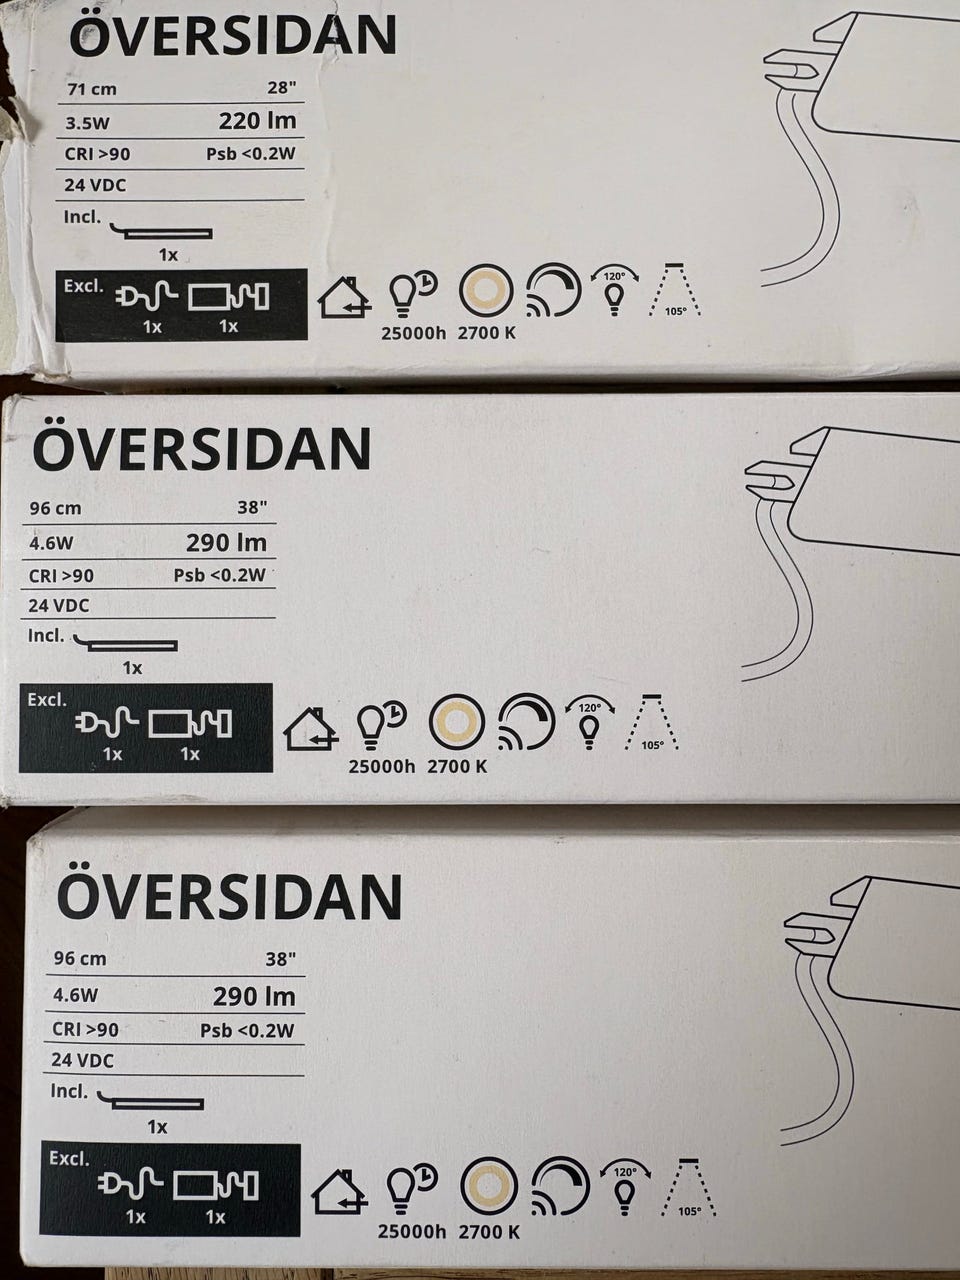 ÖVERSIDAN
71 cm 28"
3.5W 220 lm
CRI >90 Psb <0.2W
24 VDC
Incl.
1x
Excl.
1x 1x
120°
105°
25000h 2700 K
ÖVERSIDAN
96 cm 38"
4.6W 290 lm
CRI >90 Psb <0.2W
24 VDC
Incl.
1x
Excl.
1x 1x
120°
105°
25000h 2700 K
ÖVERSIDAN
96 cm 38"
4.6W 290 lm
CRI >90 Psb <0.2W
24 VDC
Incl.
1x
Excl.
1x 1x
120°
105°
25000h 2700 K